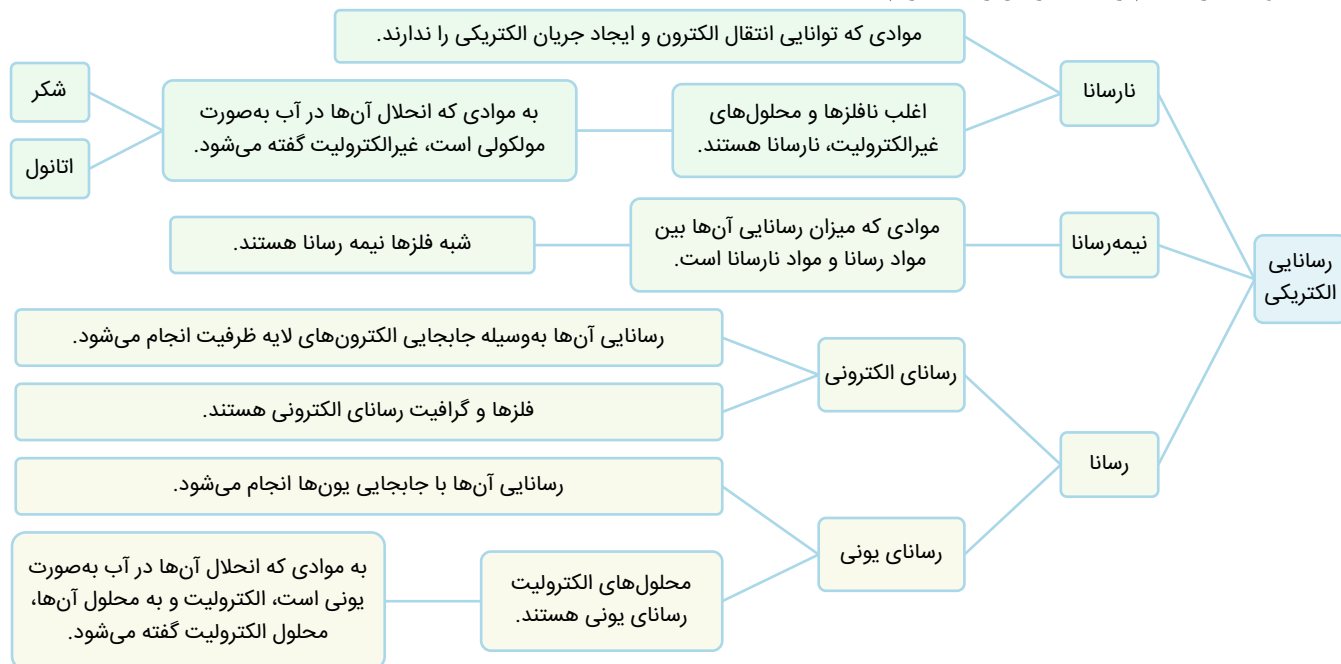 رسانایی
الکتریکی
نارسانا
موادی که توانایی انتقال الکترون و ایجاد جریان الکتریکی را ندارند.
اغلب نافلزها و محلول‌های
غیرالکترولیت، نارسانا هستند.
به موادی که انحلال آن‌ها در آب به‌صورت
مولکولی است، غیرالکترولیت گفته می‌شود.
شکر
اتانول
نیمه‌رسانا
موادی که میزان رسانایی آن‌ها بین
مواد رسانا و مواد نارسانا است.
شبه فلزها نیمه رسانا هستند.
رسانا
رسانای الکترونی
رسانایی آن‌ها به‌وسیله جابجایی الکترون‌های لایه ظرفیت انجام می‌شود.
فلزها و گرافیت رسانای الکترونی هستند.
رسانای یونی
رسانایی آن‌ها با جابجایی یون‌ها انجام می‌شود.
محلول‌های الکترولیت
رسانای یونی هستند.
به موادی که انحلال آن‌ها در آب به‌صورت
یونی است، الکترولیت و به محلول آن‌ها،
محلول الکترولیت گفته می‌شود.